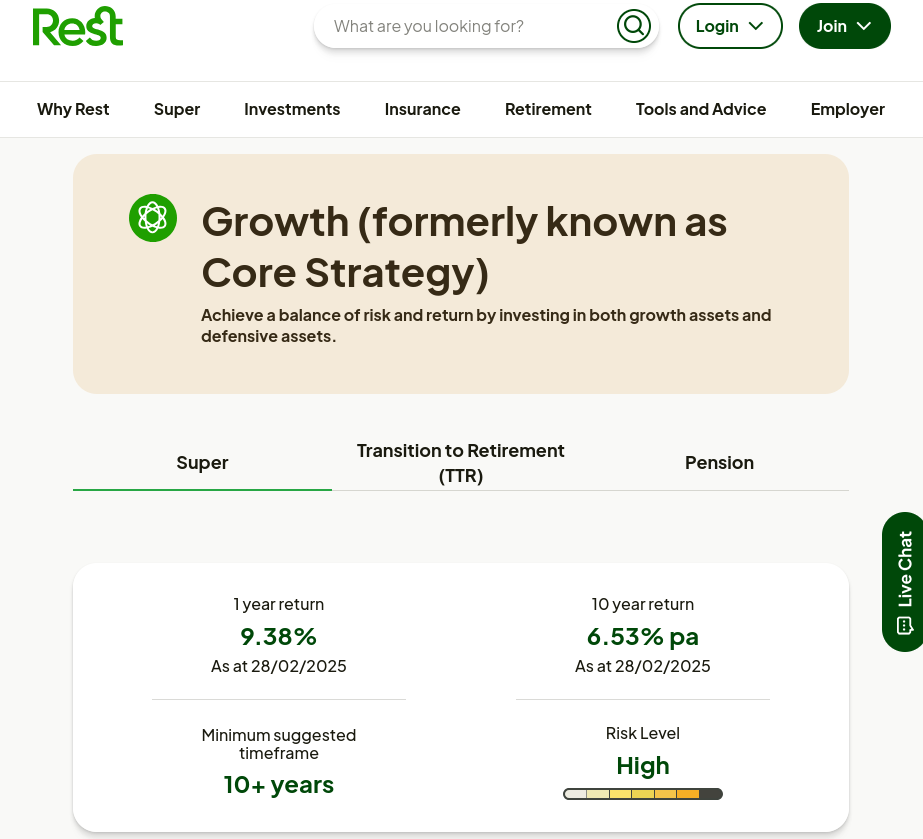 Rest
What are you looking for?
Login
Join
Why Rest
Super
Investments
Insurance
Retirement
Tools and Advice
Employer
Growth (formerly known as
Core Strategy)
Achieve a balance of risk and return by investing in both growth assets and
defensive assets.
Super
Transition to Retirement
(TTR)
Pension
Live Chat
1 year return
9.38%
As at 28/02/2025
10 year return
6.53% pa
As at 28/02/2025
Minimum suggested
timeframe
10+ years
Risk Level
High